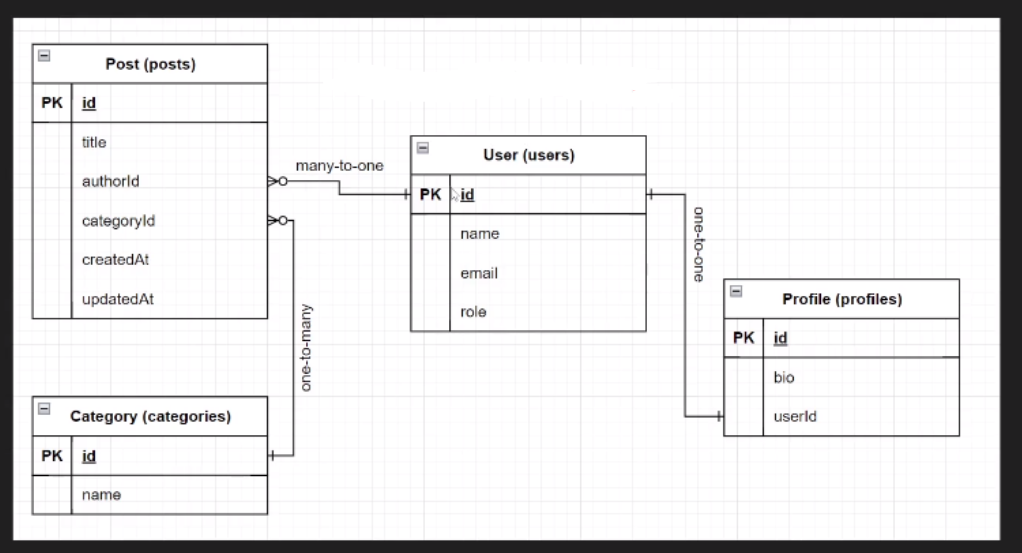 Post (posts)
PK id
title
authorId
categoryId
createdAt
updatedAt
many-to-one
User (users)
PK id
name
email
role
one-to-one
Profile (profiles)
PK id
bio
userId
one-to-many
Category (categories)
PK id
name